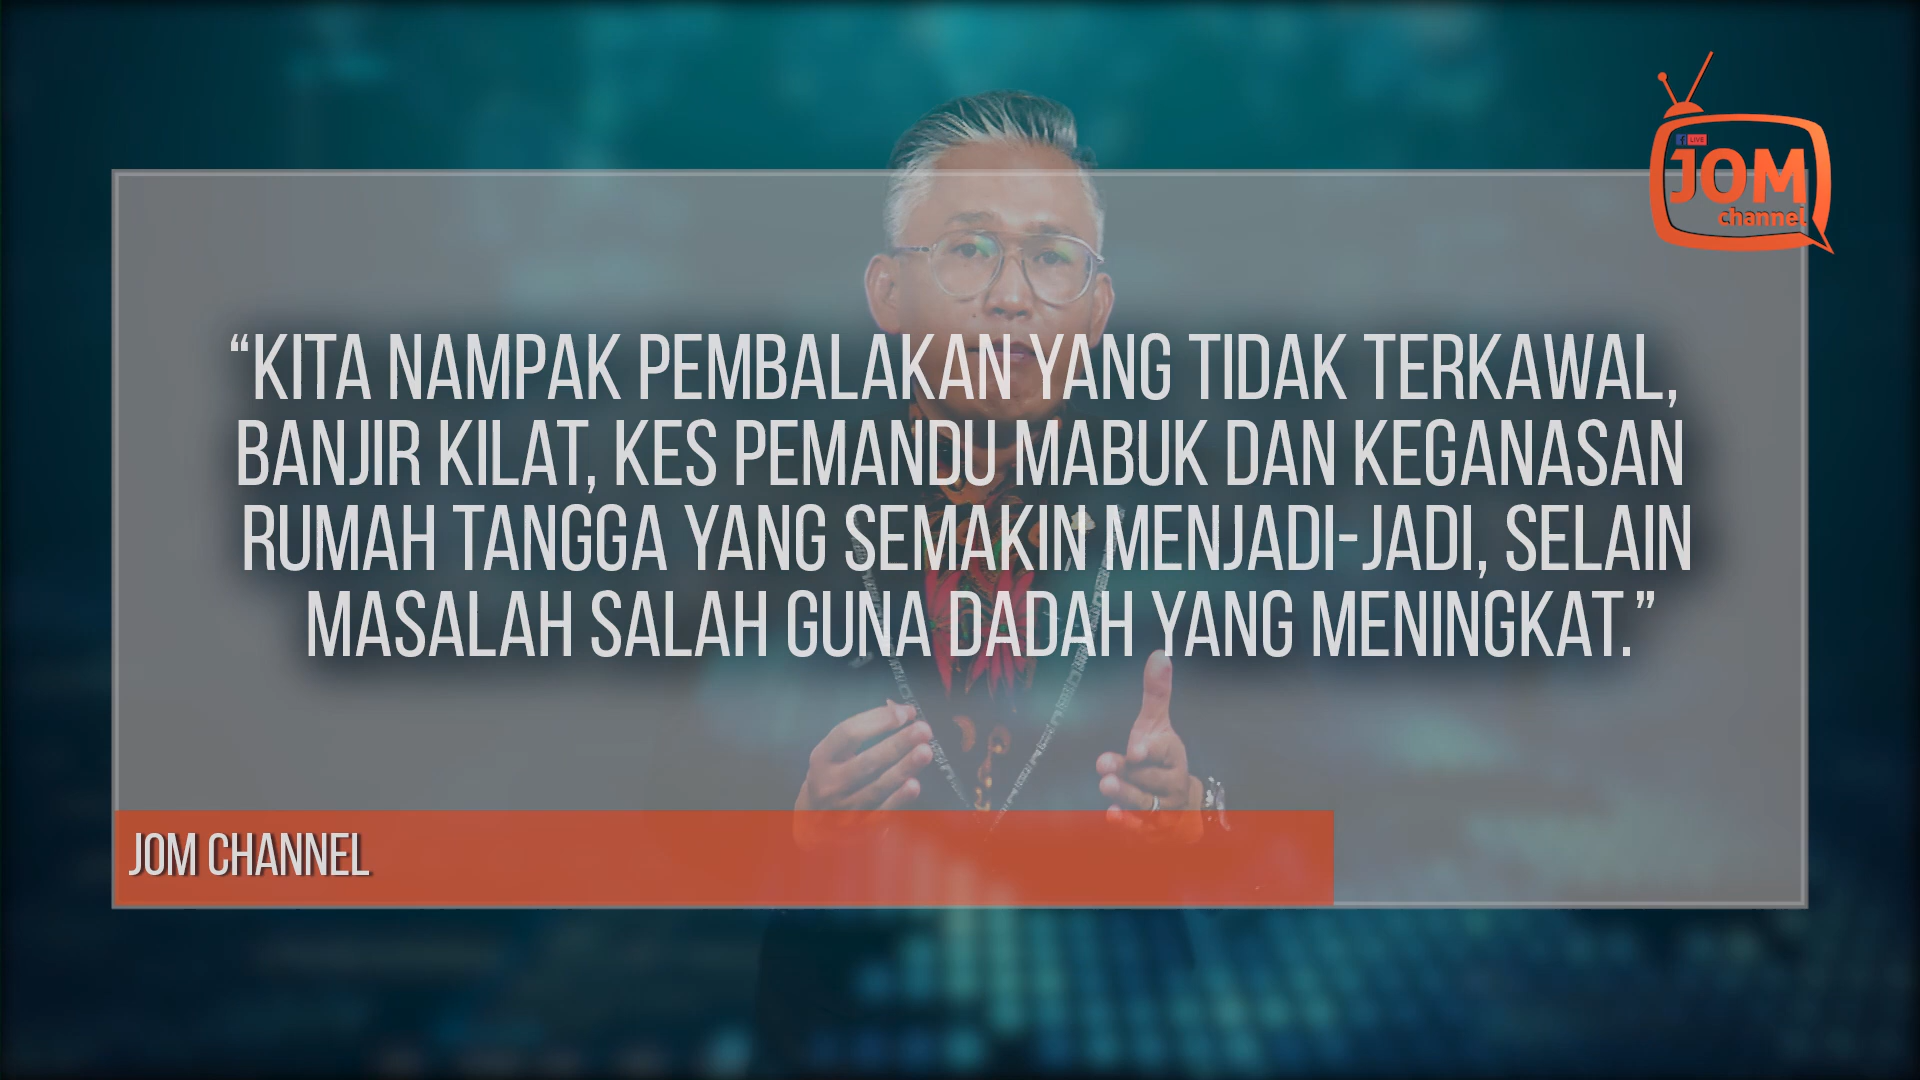 LIVE
JOM
channel
“KITA NAMPAK PEMBALAKAN YANG TIDAK TERKAWAL,
BANJIR KILAT, KES PEMANDU MABUK DAN KEGANASAN
RUMAH TANGGA YANG SEMAKIN MENJADI-JADI, SELAIN
MASALAH SALAH GUNA DADAH YANG MENINGKAT.”
JOM CHANNEL